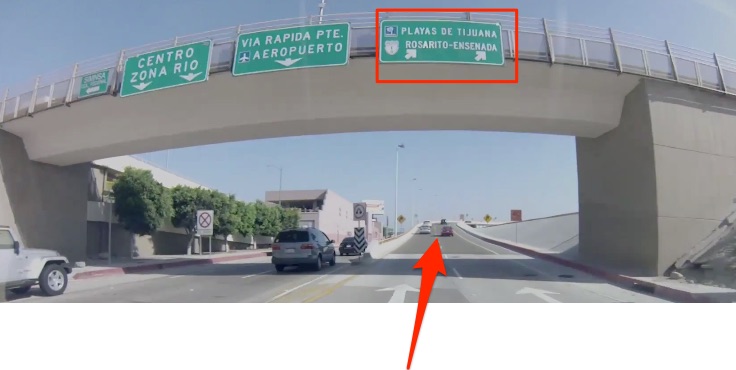 CENTRO
ZONA RIO
VIA RAPIDA PTE.
AEROPUERTO
PLAYAS DE TIJUANA
ROSARITO-ENSENADA